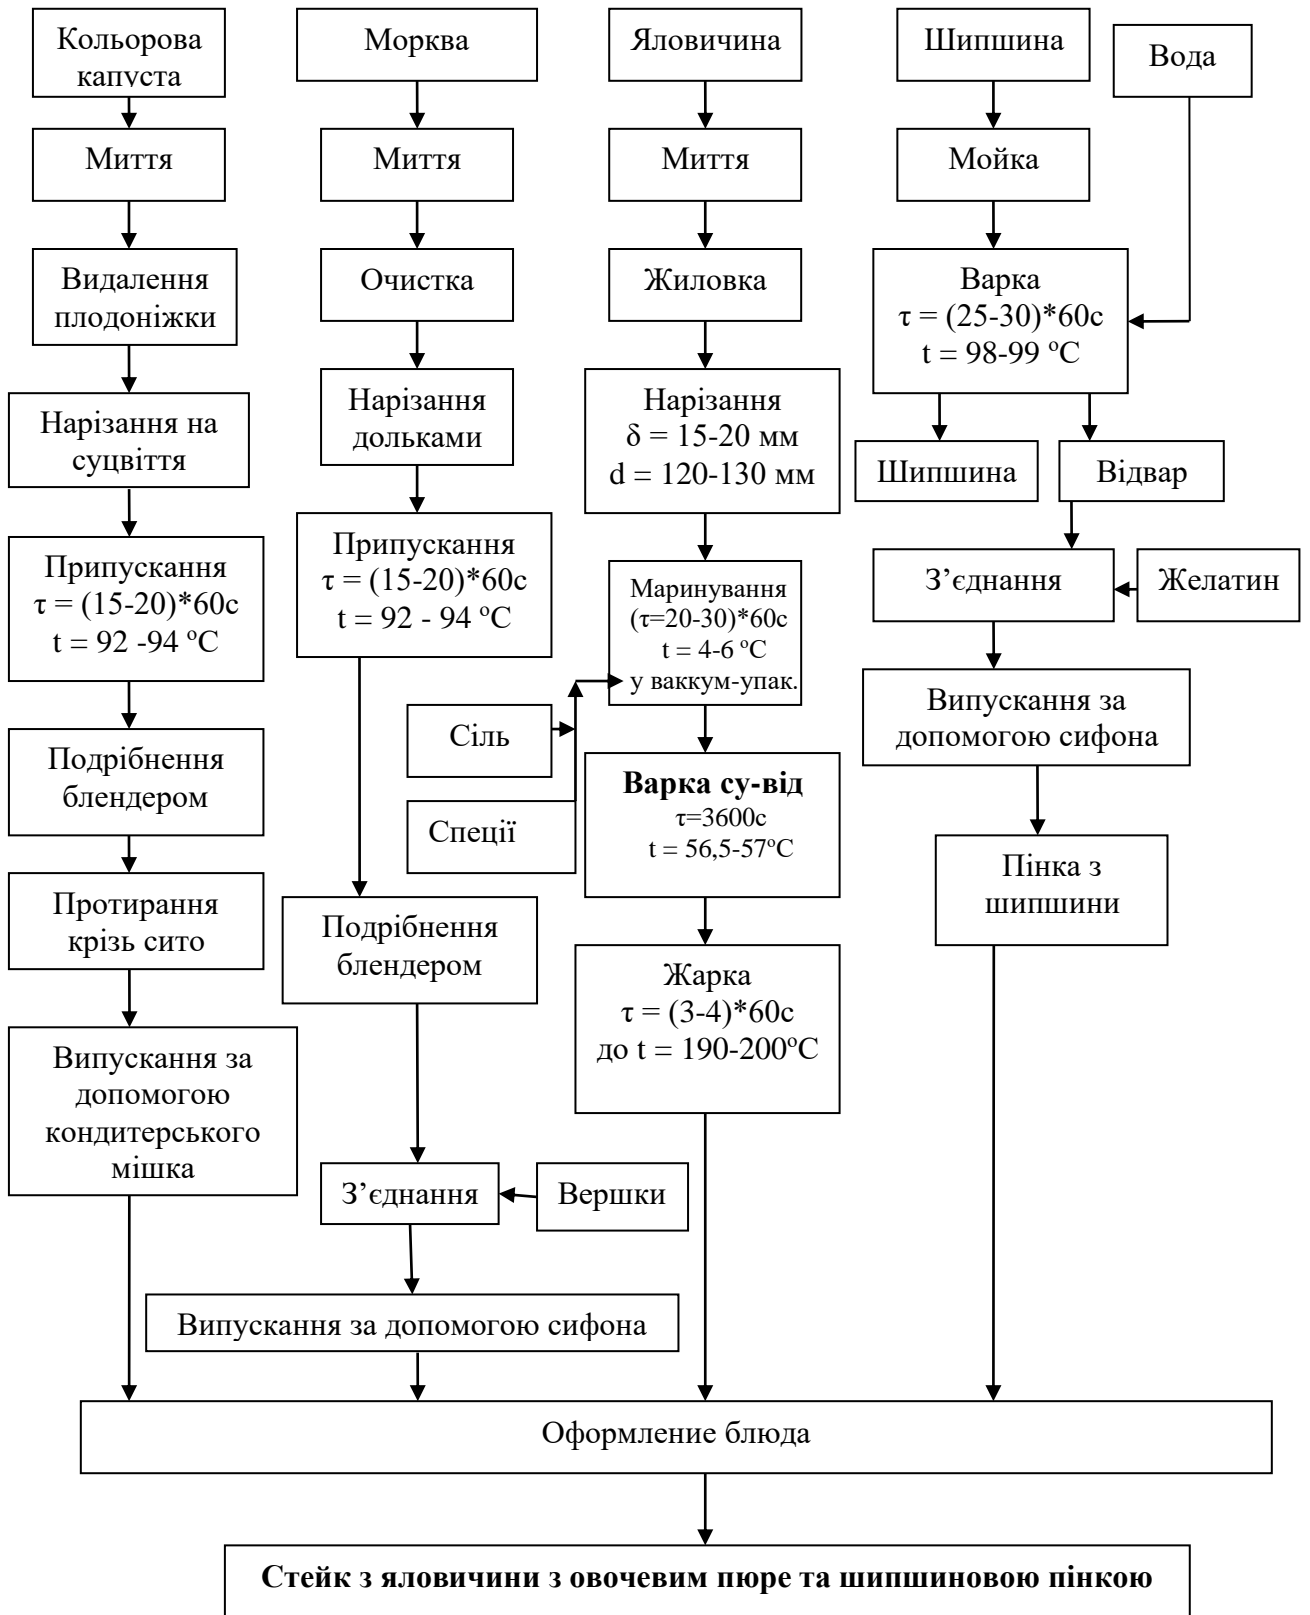 Кольорова
капуста
Морква
Яловичина
Шипшина
Вода
Миття
Миття
Миття
Мойка
Видалення
плодоніжки
Очистка
Жиловка
Варка
τ = (25-30)*60с
t = 98-99 ºС
Нарізання на
суцвіття
Нарізання
дольками
Нарізання
δ = 15-20 мм
d = 120-130 мм
Шипшина
Відвар
Припускання
τ = (15-20)*60с
t = 92 -94 ºС
Припускання
τ = (15-20)*60с
t = 92 - 94 ºС
Маринування
(τ=20-30)*60с
t = 4-6 ºС
у ваккум-упак.
З’єднання
Желатин
Сіль
Спеції
Випускання за
допомогою сифона
Подрібнення
блендером
Варка су-від
τ=3600с
t = 56,5-57ºС
Пінка з
шипшини
Протирання
крізь сито
Подрібнення
блендером
Жарка
τ = (3-4)*60с
до t = 190-200ºС
Випускання за
допомогою
кондитерського
мішка
З’єднання
Вершки
Випускання за допомогою сифона
Оформление блюда
Стейк з яловичини з овочевим пюре та шипшиновою пінкою